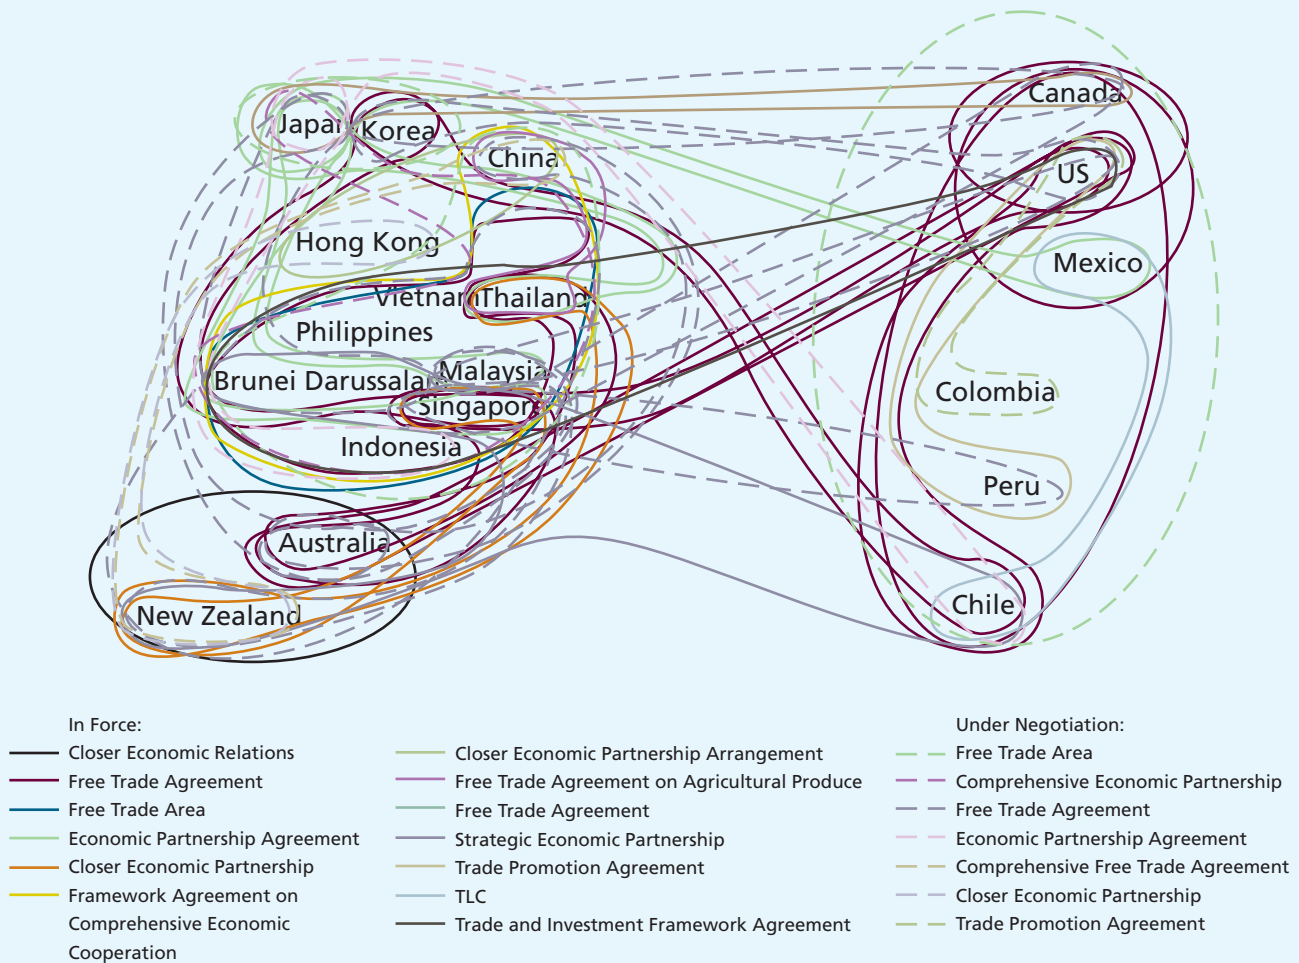 Canada
Japan
Korea
China
US
Hong Kong
Mexico
Vietnam
Thailand
Philippines
Malaysia
Brunei Darussala
Colombia
Singapor
Indonesia
Peru
Australia
Chile
New Zealand
In Force:
Closer Economic Relations
Free Trade Agreement
Free Trade Area
Economic Partnership Agreement
Closer Economic Partnership
Framework Agreement on
Comprehensive Economic
Cooperation
Closer Economic Partnership Arrangement
Free Trade Agreement on Agricultural Produce
Free Trade Agreement
Strategic Economic Partnership
Trade Promotion Agreement
TLC
Trade and Investment Framework Agreement
Under Negotiation:
Free Trade Area
Comprehensive Economic Partnership
Free Trade Agreement
Economic Partnership Agreement
Comprehensive Free Trade Agreement
Closer Economic Partnership
Trade Promotion Agreement